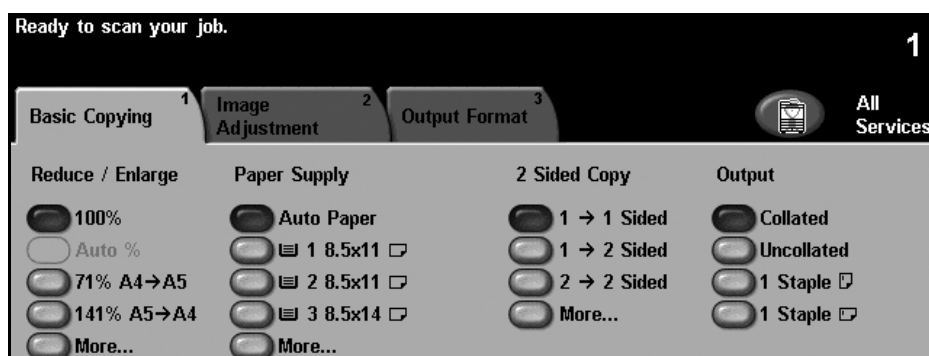 Ready to scan your job.
1
Basic Copying 1
Image Adjustment 2
Output Format 3
All Services
Reduce / Enlarge
100%
Auto %
71% A4→A5
141% A5→A4
More...
Paper Supply
Auto Paper
1 8.5x11
2 8.5x11
3 8.5x14
More...
2 Sided Copy
1 → 1 Sided
1 → 2 Sided
2 → 2 Sided
More...
Output
Collated
Uncollated
1 Staple
1 Staple